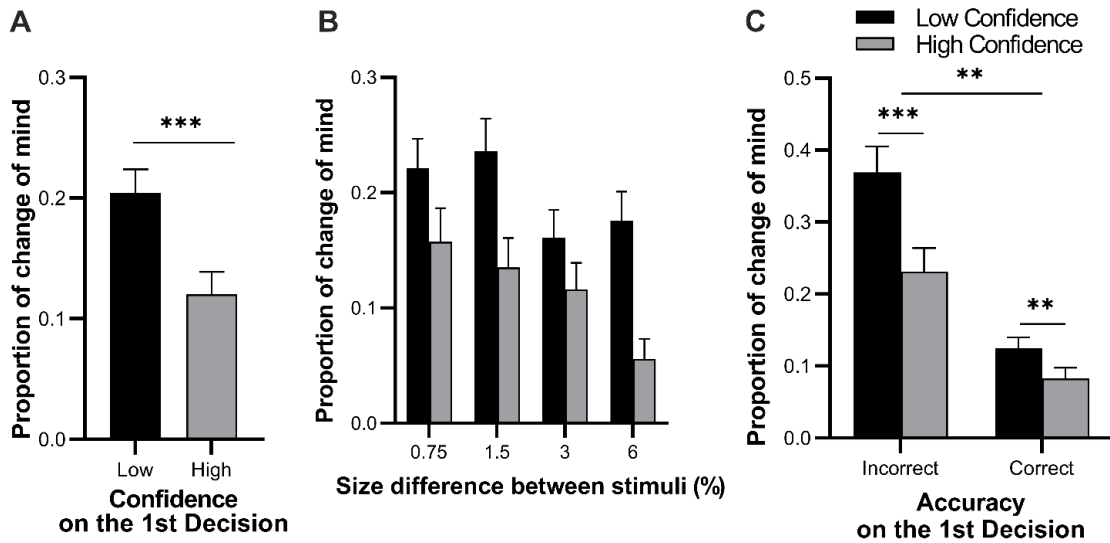 A
B
C
Low Confidence
High Confidence
Proportion of change of mind
0.3
0.2
0.1
0.0
***
Low
High
Confidence
on the 1st Decision
Proportion of change of mind
0.3
0.2
0.1
0.0
0.75
1.5
3
6
Size difference between stimuli (%)
Proportion of change of mind
0.5
0.4
0.3
0.2
0.1
0.0
**
***
**
Incorrect
Correct
Accuracy
on the 1st Decision